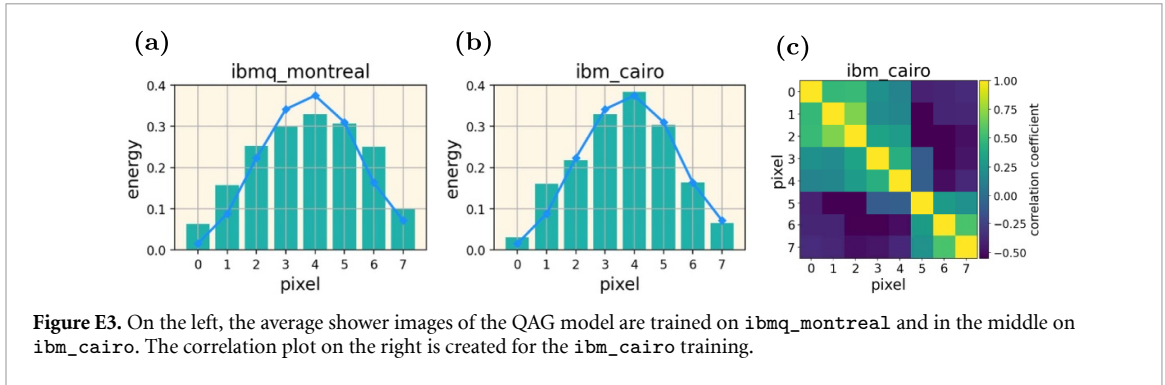 (a)
ibmq_montreal
0.4
0.3
0.2
0.1
0.0
energy
0 1 2 3 4 5 6 7
pixel
(b)
ibm_cairo
0.4
0.3
0.2
0.1
0.0
energy
0 1 2 3 4 5 6 7
pixel
(c)
ibm_cairo
0
1
2
3
4
5
6
7
pixel
0 1 2 3 4 5 6 7
pixel
1.00
0.75
0.50
0.25
0.00
−0.25
−0.50
correlation coefficient
Figure E3. On the left, the average shower images of the QAG model are trained on ibmq_montreal and in the middle on
ibm_cairo. The correlation plot on the right is created for the ibm_cairo training.